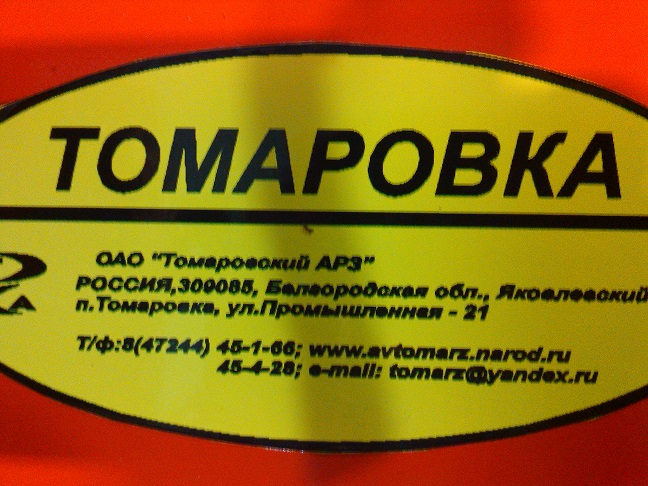 ТОМАРОВКА
ОАО "Томаровский АРЗ"
РОССИЯ,309085, Белгородская обл., Яковлевский
п.Томаровка, ул.Промышленная - 21
Т/ф:8(47244) 45-1-66; www.avtomarz.narod.ru
45-4-28; e-mail: tomarz@yandex.ru